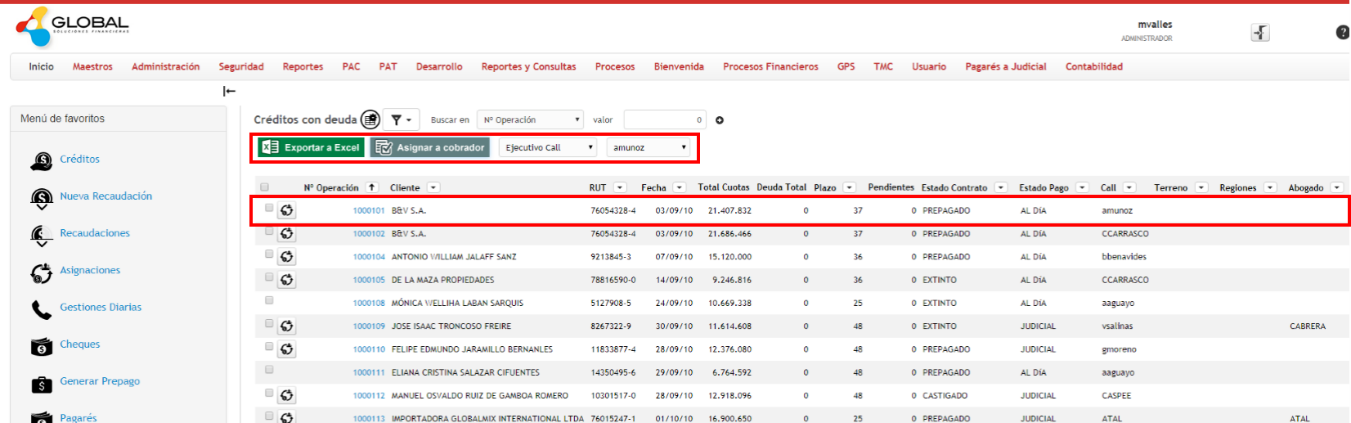 GLOBAL
SOLUCIONES FINANCIERAS
mvalles
ADMINISTRADOR
Inicio Maestros Administración Seguridad Reportes PAC PAT Desarrollo Reportes y Consultas Procesos Bienvenida Procesos Financieros GPS TMC Usuario Pagarés a Judicial Contabilidad
Menú de favoritos
Créditos
Nueva Recaudación
Recaudaciones
Asignaciones
Gestiones Diarias
Cheques
Generar Prepago
Pagarés
Créditos con deuda Buscar en Nº Operación valor 0
Exportar a Excel Asignar a cobrador Ejecutivo Call amunoz
Nº Operación Cliente RUT Fecha Total Cuotas Deuda Total Plazo Pendientes Estado Contrato Estado Pago Call Terreno Regiones Abogado
1000101 B&V S.A. 76054328-4 03/09/10 21.407.832 0 37 0 PREPAGADO AL DÍA amunoz
1000102 B&V S.A. 76054328-4 03/09/10 21.686.466 0 37 0 PREPAGADO AL DÍA CCARRASCO
1000104 ANTONIO WILLIAM JALAFF SANZ 9213845-3 07/09/10 15.120.000 0 36 0 PREPAGADO AL DÍA bbenavides
1000105 DE LA MAZA PROPIEDADES 78816590-0 14/09/10 9.246.816 0 36 0 EXTINTO AL DÍA CCARRASCO
1000108 MÓNICA WELLIHA LABAN SARQUIS 5127908-5 24/09/10 10.669.338 0 25 0 EXTINTO AL DÍA aaguayo
1000109 JOSE ISAAC TRONCOSO FREIRE 8267322-9 30/09/10 11.614.608 0 48 0 EXTINTO JUDICIAL vsalinas CABRERA
1000110 FELIPE EDMUNDO JARAMILLO BERNANLES 11833877-4 28/09/10 12.376.080 0 48 0 PREPAGADO JUDICIAL gmoreno
1000111 ELIANA CRISTINA SALAZAR CIFUENTES 14350495-6 29/09/10 6.764.592 0 48 0 PREPAGADO AL DÍA aaguayo
1000112 MANUEL OSVALDO RUIZ DE GAMBOA ROMERO 10301517-0 28/09/10 12.918.096 0 48 0 CASTIGADO JUDICIAL CASPEE
1000113 IMPORTADORA GLOBALMIX INTERNATIONAL LTDA 76015247-1 01/10/10 16.900.650 0 25 0 PREPAGADO JUDICIAL ATAL ATAL